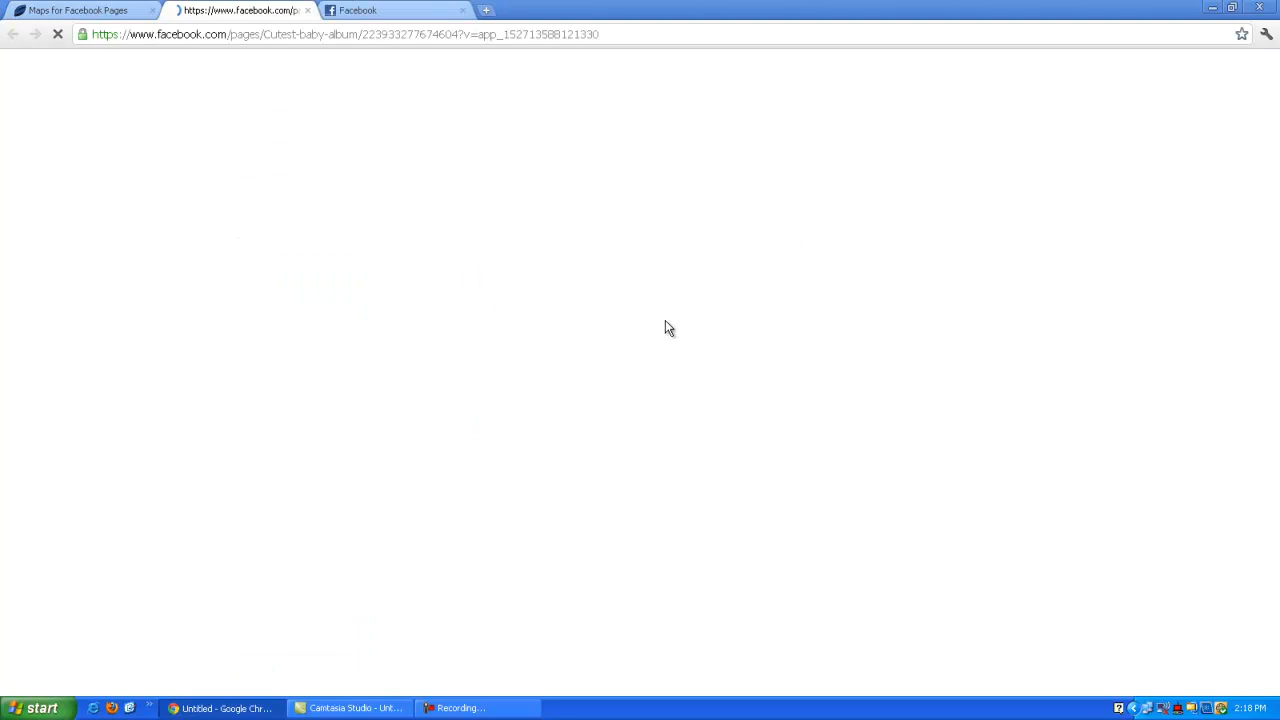 Maps for Facebook Pages
https://www.facebook.com/p
Facebook
https://www.facebook.com/pages/Cutest-baby-album/223933277674604?v=app_152713588121330
start
Untitled - Google Chr...
Camtasia Studio - Unt...
Recording...
2:18 PM